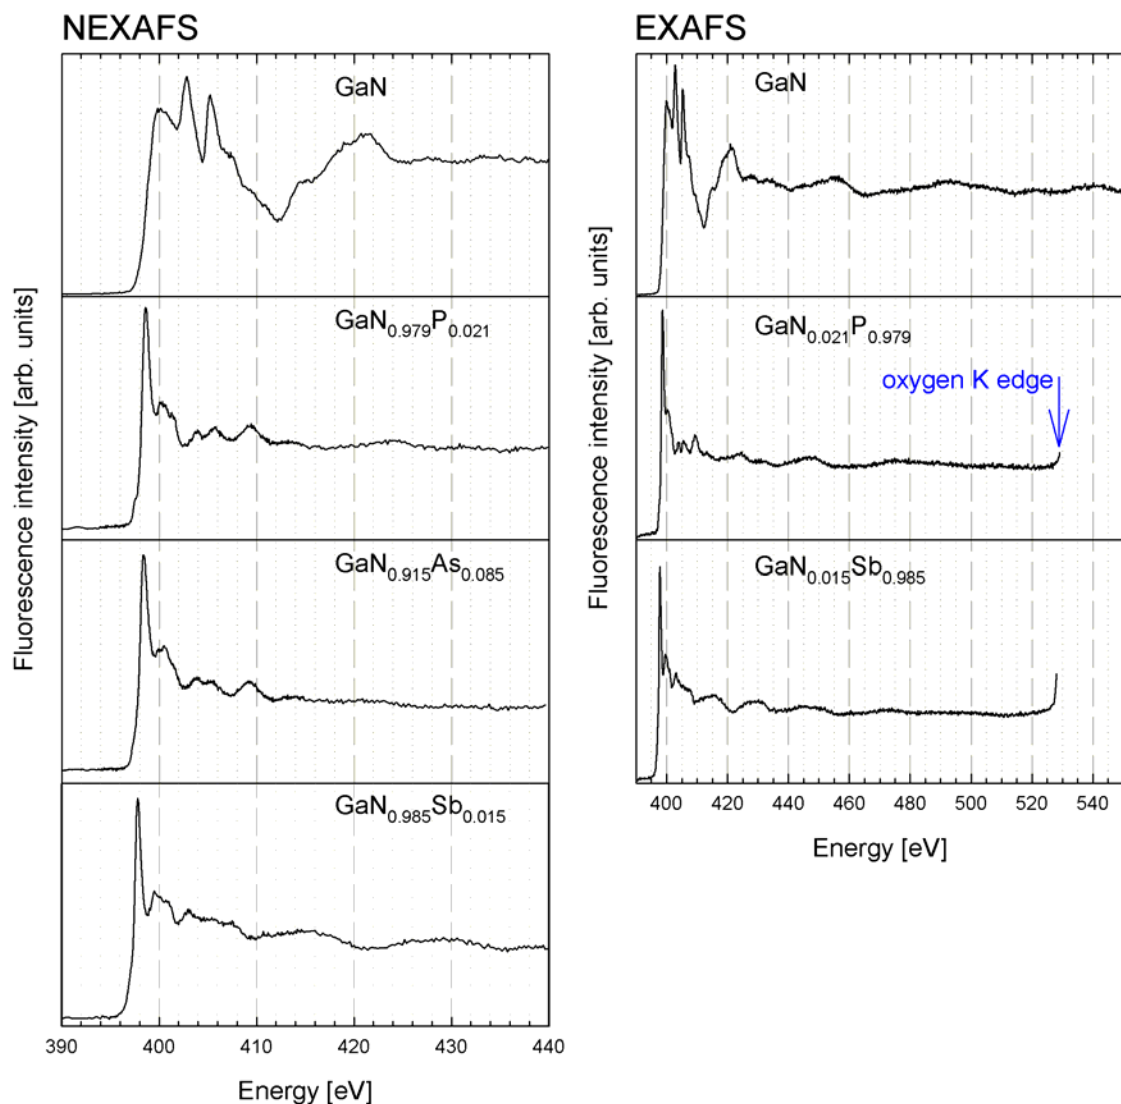 NEXAFS
GaN
GaN0.979P0.021
GaN0.915As0.085
GaN0.985Sb0.015
Fluorescence intensity [arb. units]
390 400 410 420 430 440
Energy [eV]
EXAFS
GaN
GaN0.021P0.979
oxygen K edge
GaN0.015Sb0.985
Fluorescence intensity [arb. units]
400 420 440 460 480 500 520 540
Energy [eV]